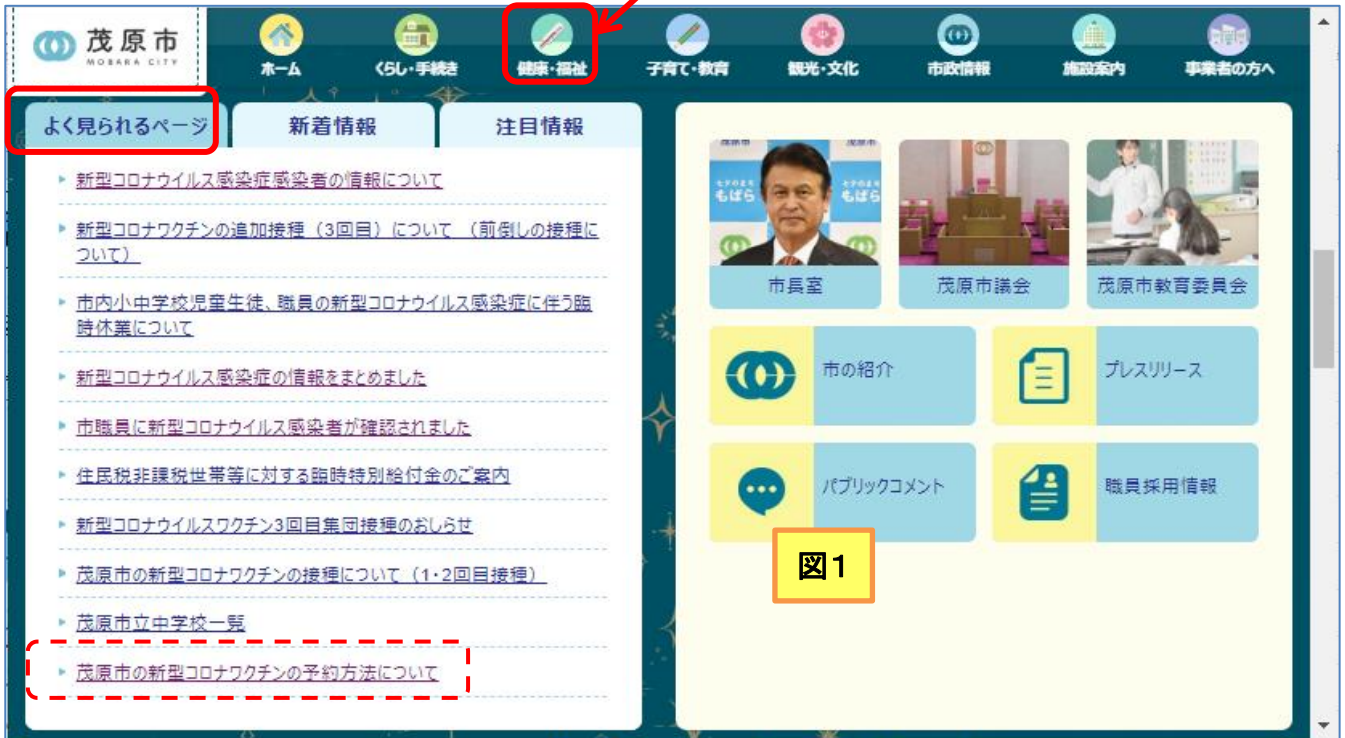 茂原市
MOBARA CITY
ホーム
くらし・手続き
健康・福祉
子育て・教育
観光・文化
市政情報
施設案内
事業者の方へ
よく見られるページ
新着情報
注目情報
新型コロナウイルス感染症感染者の情報について
新型コロナワクチンの追加接種（3回目）について （前倒しの接種に
ついて）
市内小中学校児童生徒、職員の新型コロナウイルス感染症に伴う臨
時休業について
新型コロナウイルス感染症の情報をまとめました
市職員に新型コロナウイルス感染者が確認されました
住民税非課税世帯等に対する臨時特別給付金のご案内
新型コロナウイルスワクチン3回目集団接種のおしらせ
茂原市の新型コロナワクチンの接種について（1・2回目接種）
茂原市立中学校一覧
茂原市の新型コロナワクチンの予約方法について
もばら
もばら
市長室
茂原市議会
茂原市教育委員会
市の紹介
プレスリリース
パブリックコメント
職員採用情報
図1